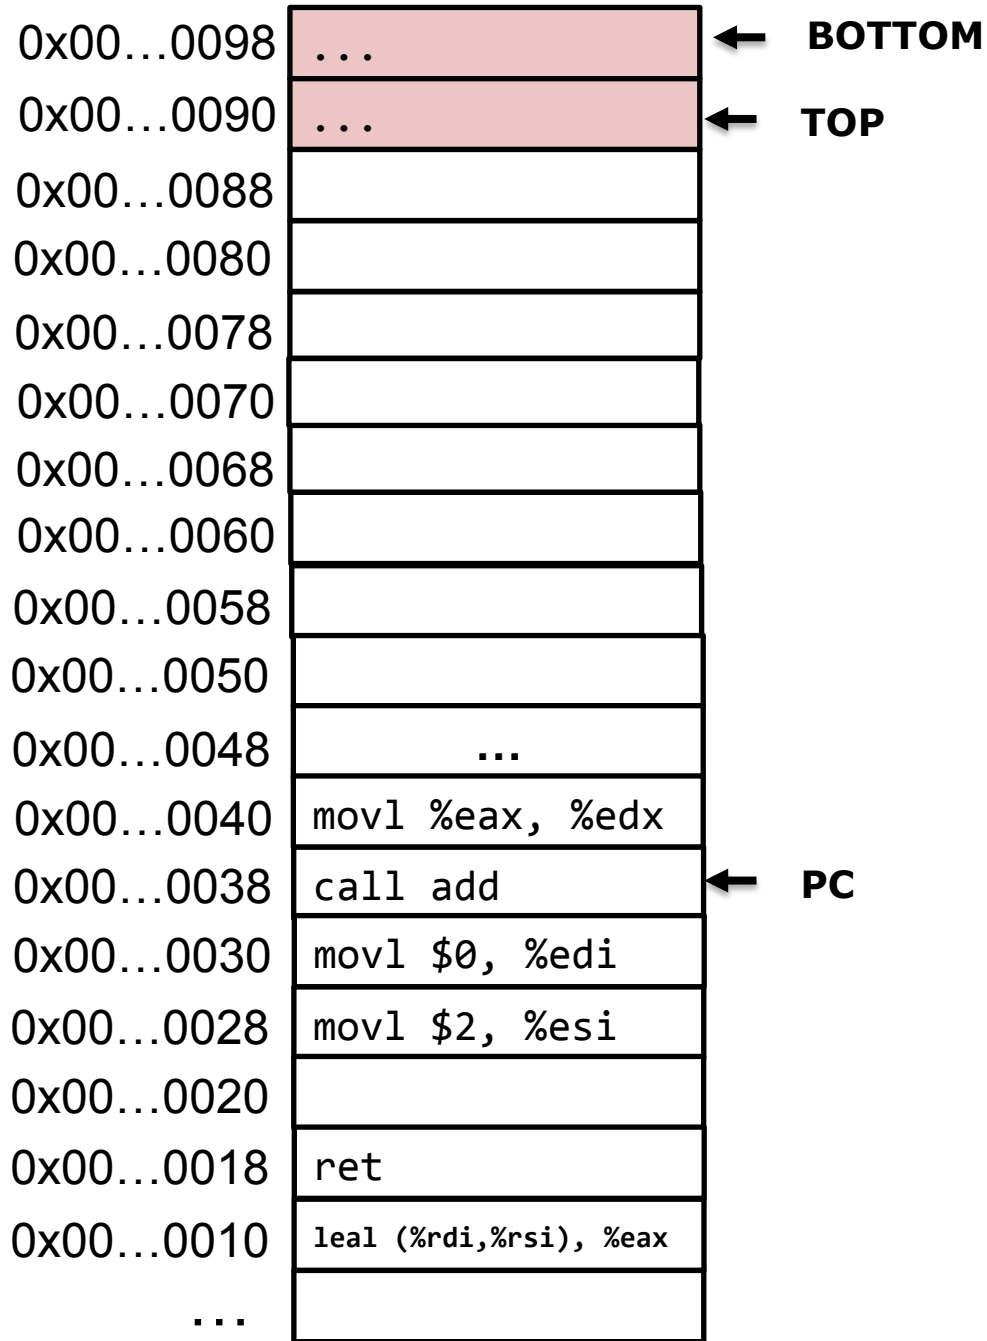 0x00…0098 ... BOTTOM
0x00…0090 ... TOP
0x00…0088
0x00…0080
0x00…0078
0x00…0070
0x00…0068
0x00…0060
0x00…0058
0x00…0050
0x00…0048 ...
0x00…0040 movl %eax, %edx
0x00…0038 call add PC
0x00…0030 movl $0, %edi
0x00…0028 movl $2, %esi
0x00…0020
0x00…0018 ret
0x00…0010 leal (%rdi,%rsi), %eax
...